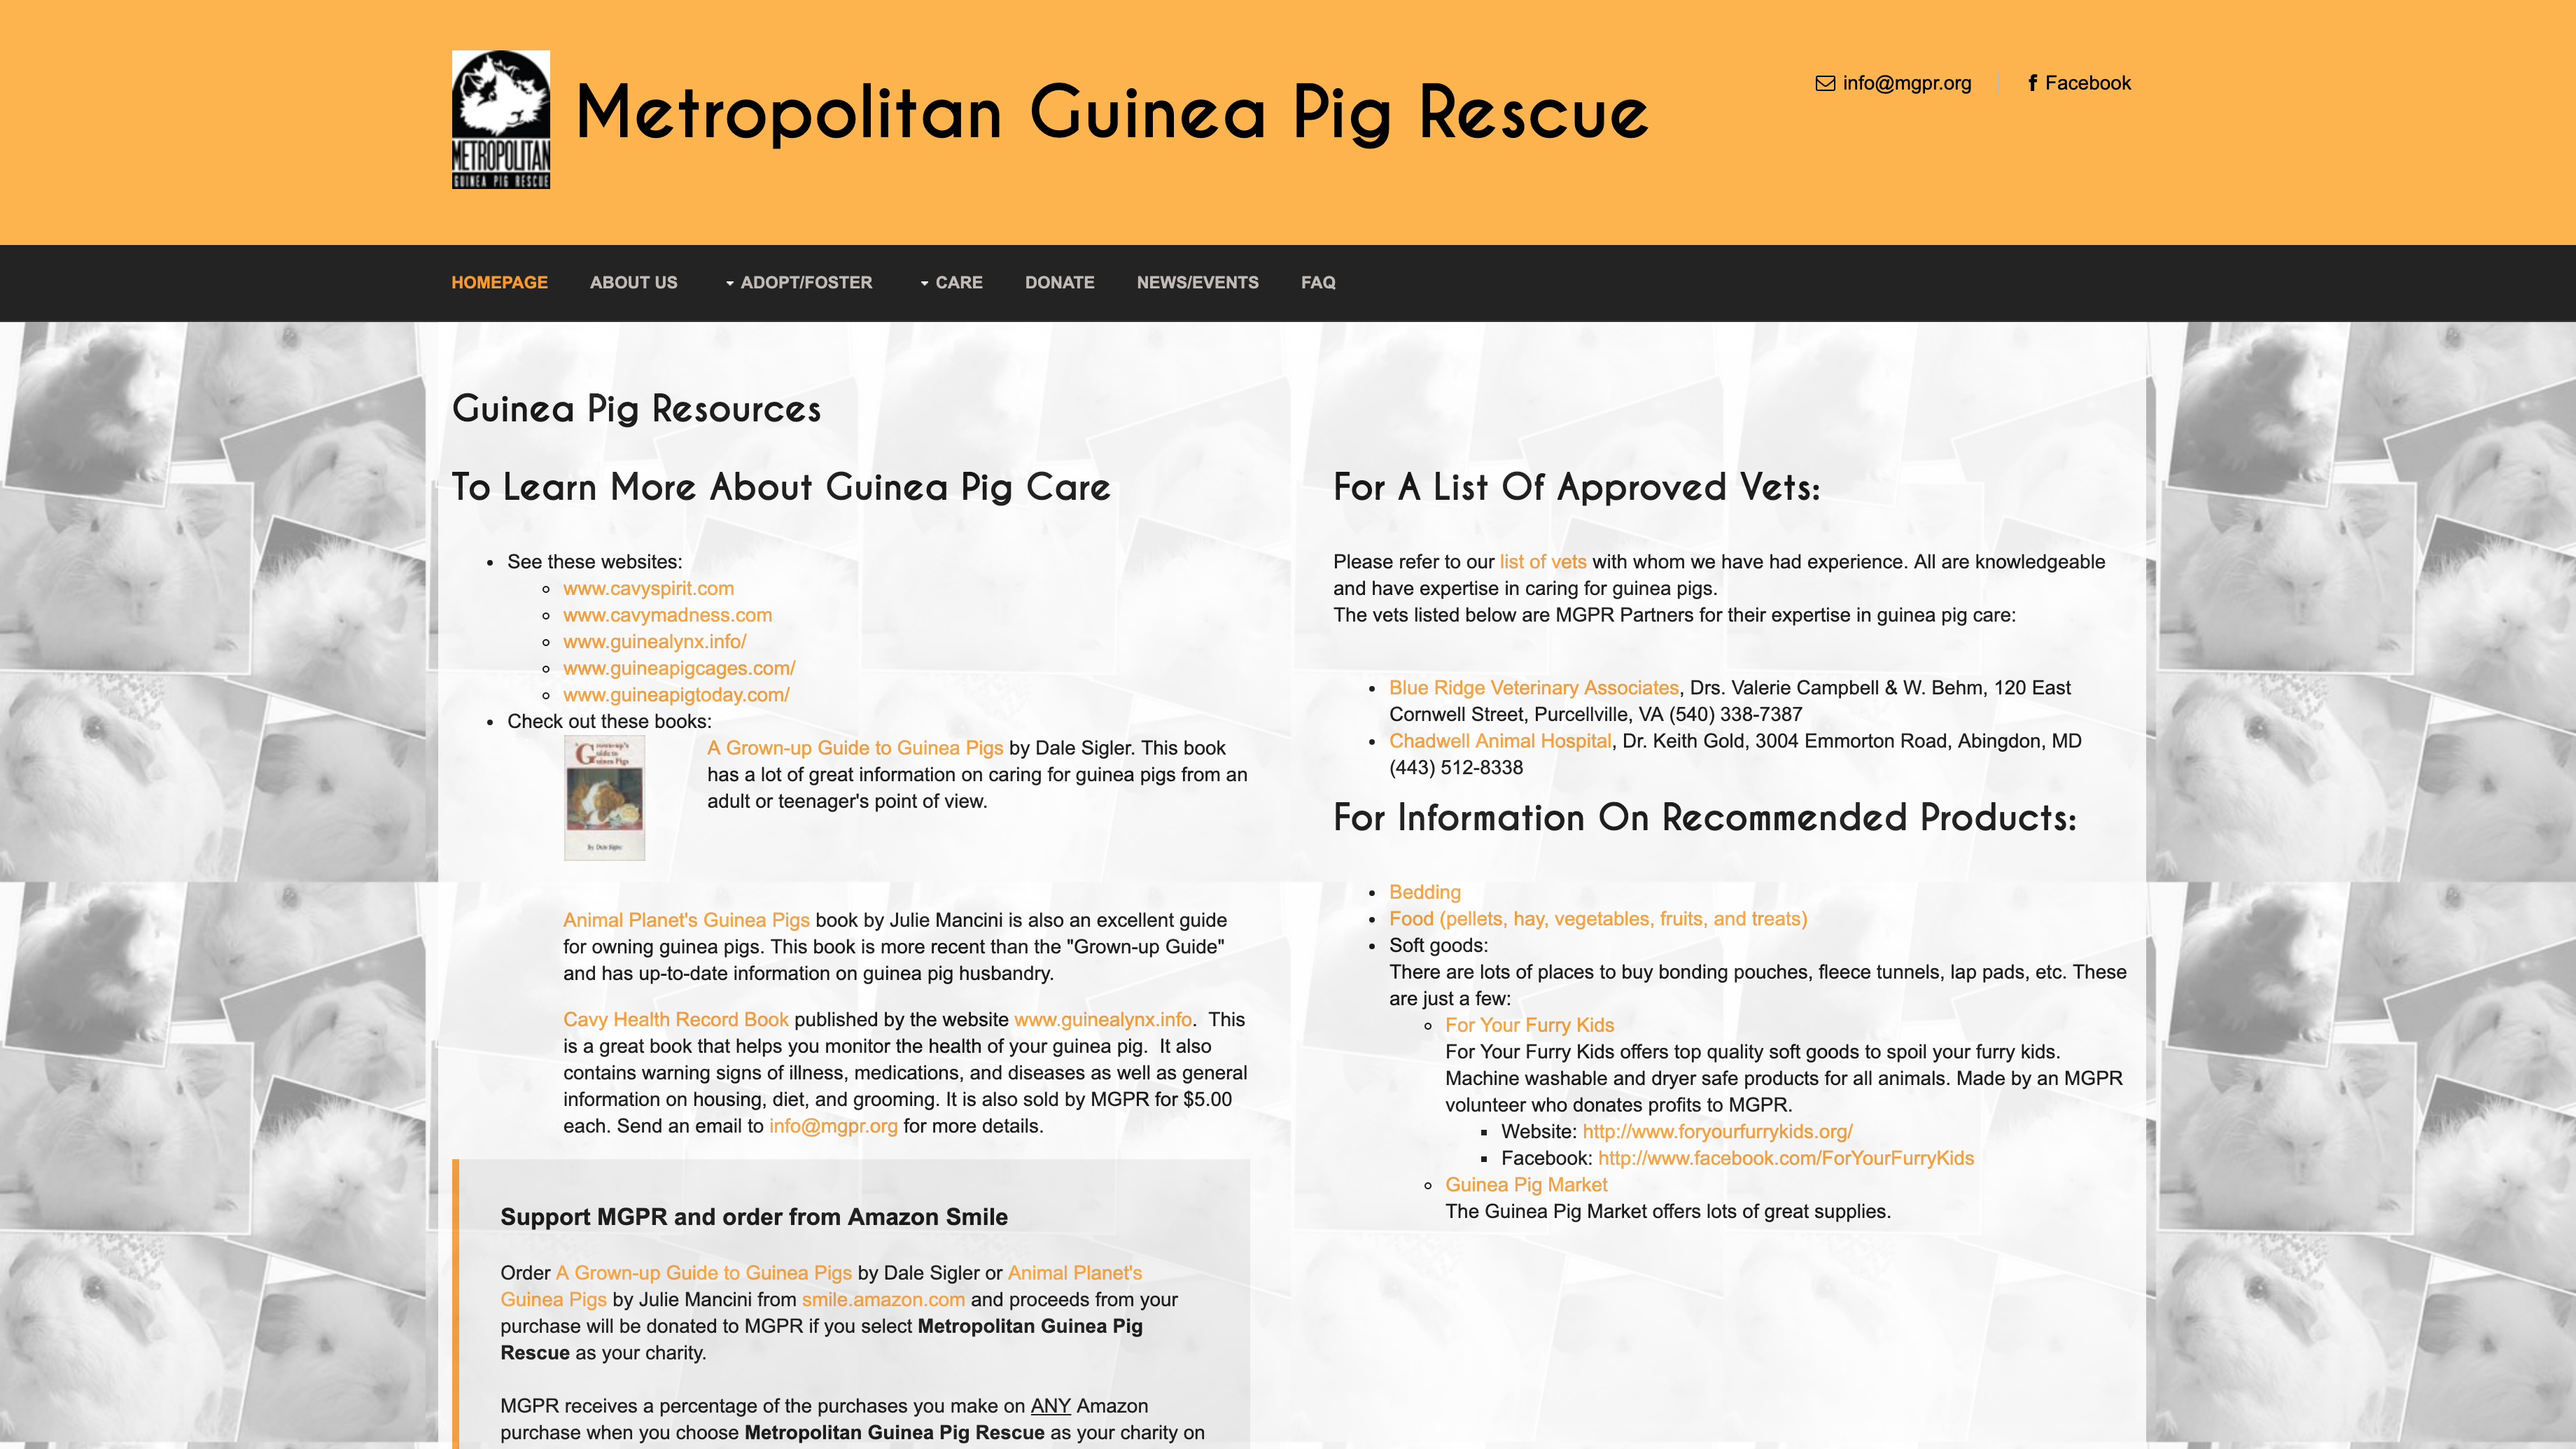 METROPOLITAN
GUINEA PIG RESCUE
Metropolitan Guinea Pig Rescue
info@mgpr.org
Facebook
HOMEPAGE
ABOUT US
ADOPT/FOSTER
CARE
DONATE
NEWS/EVENTS
FAQ
Guinea Pig Resources
To Learn More About Guinea Pig Care
See these websites:
www.cavyspirit.com
www.cavymadness.com
www.guinealynx.info/
www.guineapigcages.com/
www.guineapigtoday.com/
Check out these books:
Grown-up's
Guide to
Guinea Pigs
By Dale Sigler
A Grown-up Guide to Guinea Pigs by Dale Sigler. This book
has a lot of great information on caring for guinea pigs from an
adult or teenager's point of view.
Animal Planet's Guinea Pigs book by Julie Mancini is also an excellent guide
for owning guinea pigs. This book is more recent than the "Grown-up Guide"
and has up-to-date information on guinea pig husbandry.
Cavy Health Record Book published by the website www.guinealynx.info.  This
is a great book that helps you monitor the health of your guinea pig.  It also
contains warning signs of illness, medications, and diseases as well as general
information on housing, diet, and grooming. It is also sold by MGPR for $5.00
each. Send an email to info@mgpr.org for more details.
Support MGPR and order from Amazon Smile
Order A Grown-up Guide to Guinea Pigs by Dale Sigler or Animal Planet's
Guinea Pigs by Julie Mancini from smile.amazon.com and proceeds from your
purchase will be donated to MGPR if you select Metropolitan Guinea Pig
Rescue as your charity.
MGPR receives a percentage of the purchases you make on ANY Amazon
purchase when you choose Metropolitan Guinea Pig Rescue as your charity on
For A List Of Approved Vets:
Please refer to our list of vets with whom we have had experience. All are knowledgeable
and have expertise in caring for guinea pigs.
The vets listed below are MGPR Partners for their expertise in guinea pig care:
Blue Ridge Veterinary Associates, Drs. Valerie Campbell & W. Behm, 120 East
Cornwell Street, Purcellville, VA (540) 338-7387
Chadwell Animal Hospital, Dr. Keith Gold, 3004 Emmorton Road, Abingdon, MD
(443) 512-8338
For Information On Recommended Products:
Bedding
Food (pellets, hay, vegetables, fruits, and treats)
Soft goods:
There are lots of places to buy bonding pouches, fleece tunnels, lap pads, etc. These
are just a few:
For Your Furry Kids
For Your Furry Kids offers top quality soft goods to spoil your furry kids.
Machine washable and dryer safe products for all animals. Made by an MGPR
volunteer who donates profits to MGPR.
Website: http://www.foryourfurrykids.org/
Facebook: http://www.facebook.com/ForYourFurryKids
Guinea Pig Market
The Guinea Pig Market offers lots of great supplies.